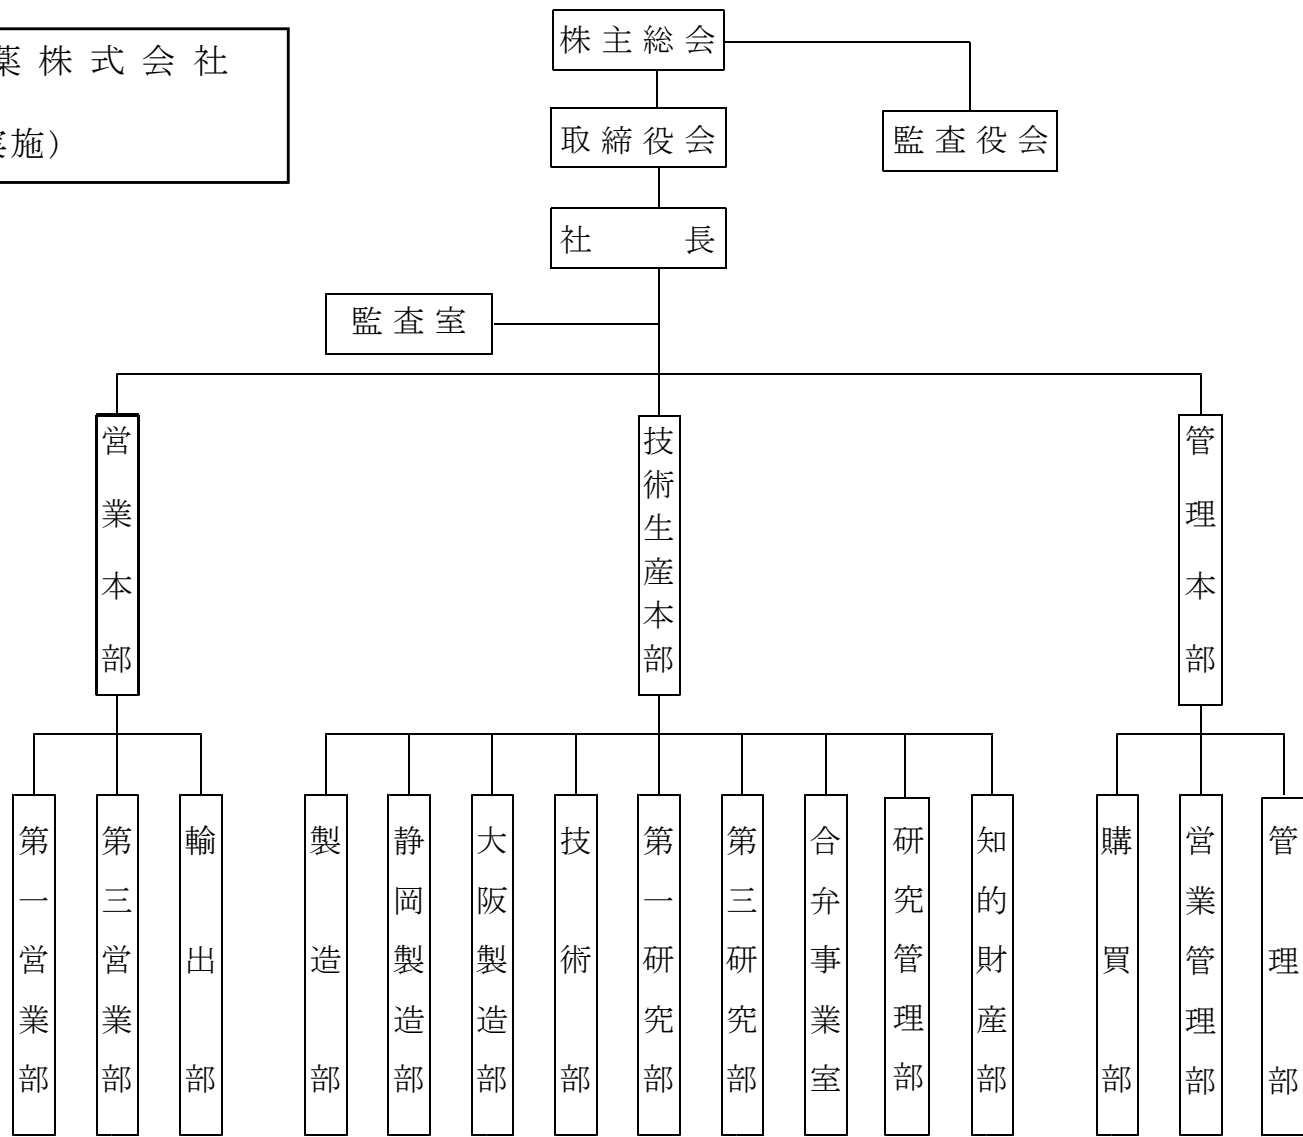 薬株式会社
実施）
株主総会
取締役会
監査役会
社長
監査室
営業本部
技術生産本部
管理本部
第一営業部
第三営業部
輸出部
製造部
静岡製造部
大阪製造部
技術部
第一研究部
第三研究部
合弁事業室
研究管理部
知的財産部
購買部
営業管理部
管理部